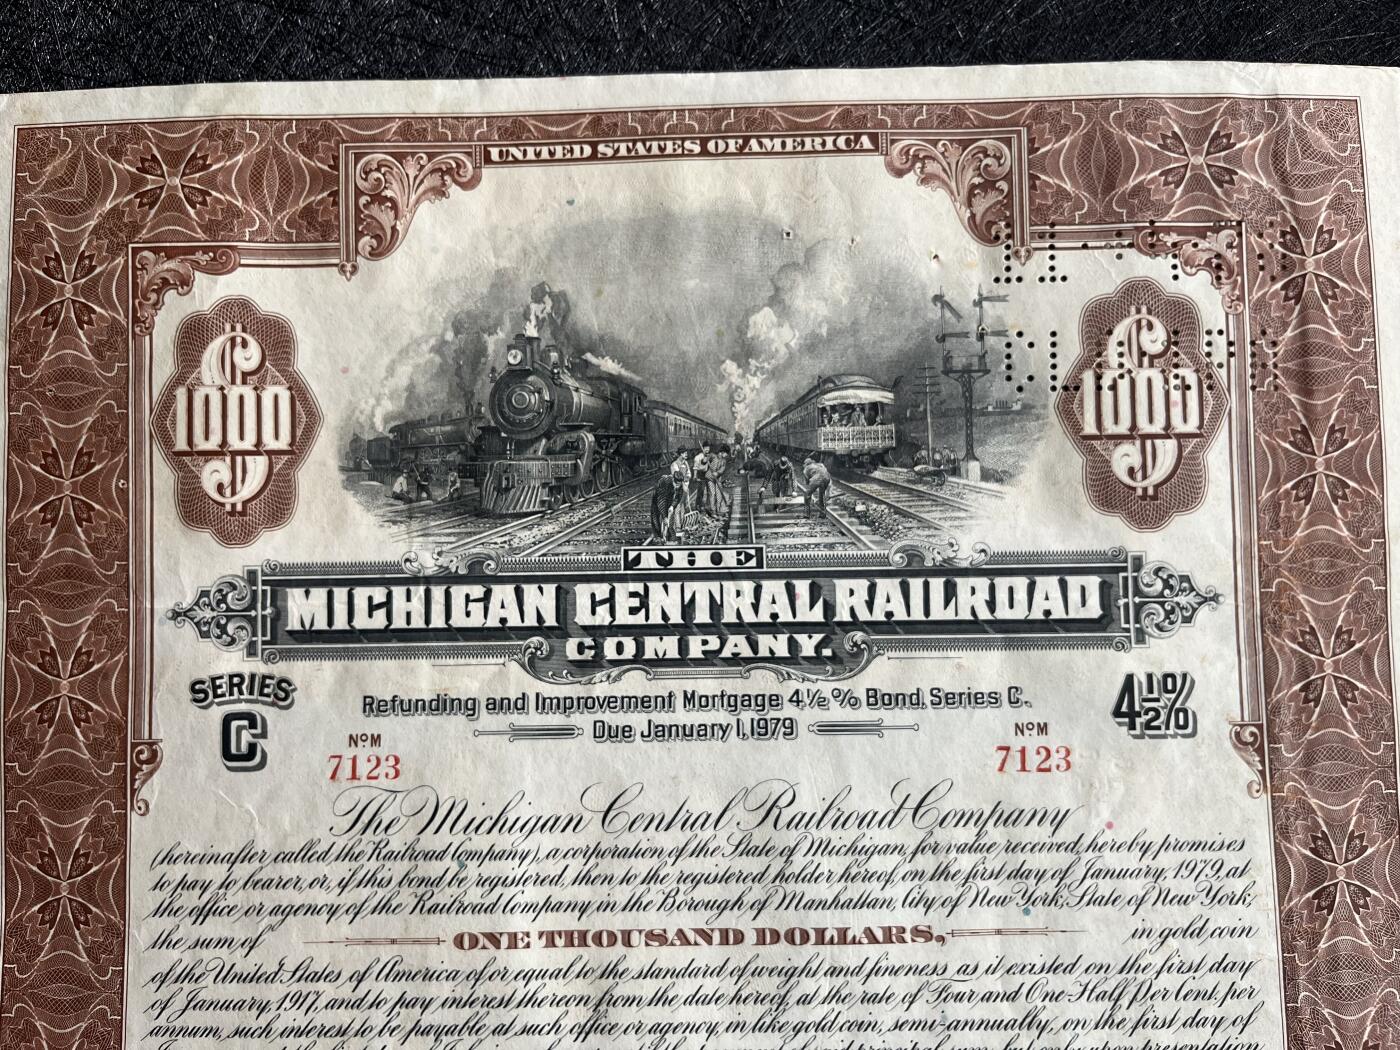 UNITED STATES OF AMERICA
$1000
$1000
THE
MICHIGAN CENTRAL RAILROAD
COMPANY.
SERIES
C
Refunding and Improvement Mortgage 4½% Bond, Series C.
Due January 1, 1979
4½%
NoM
7123
NoM
7123
The Michigan Central Railroad Company
(hereinafter called the Railroad Company), a corporation of the State of Michigan, for value received, hereby promises
to pay to bearer, or, if this bond be registered, then to the registered holder hereof, on the first day of January, 1979, at
the office or agency of the Railroad Company in the Borough of Manhattan, City of New York, State of New York,
the sum of ONE THOUSAND DOLLARS, in gold coin
of the United States of America of or equal to the standard of weight and fineness as it existed on the first day
of January, 1917, and to pay interest thereon from the date hereof, at the rate of Four and One-Half Per Cent. per
annum, such interest to be payable at such office or agency, in like gold coin, semi-annually, on the first day of